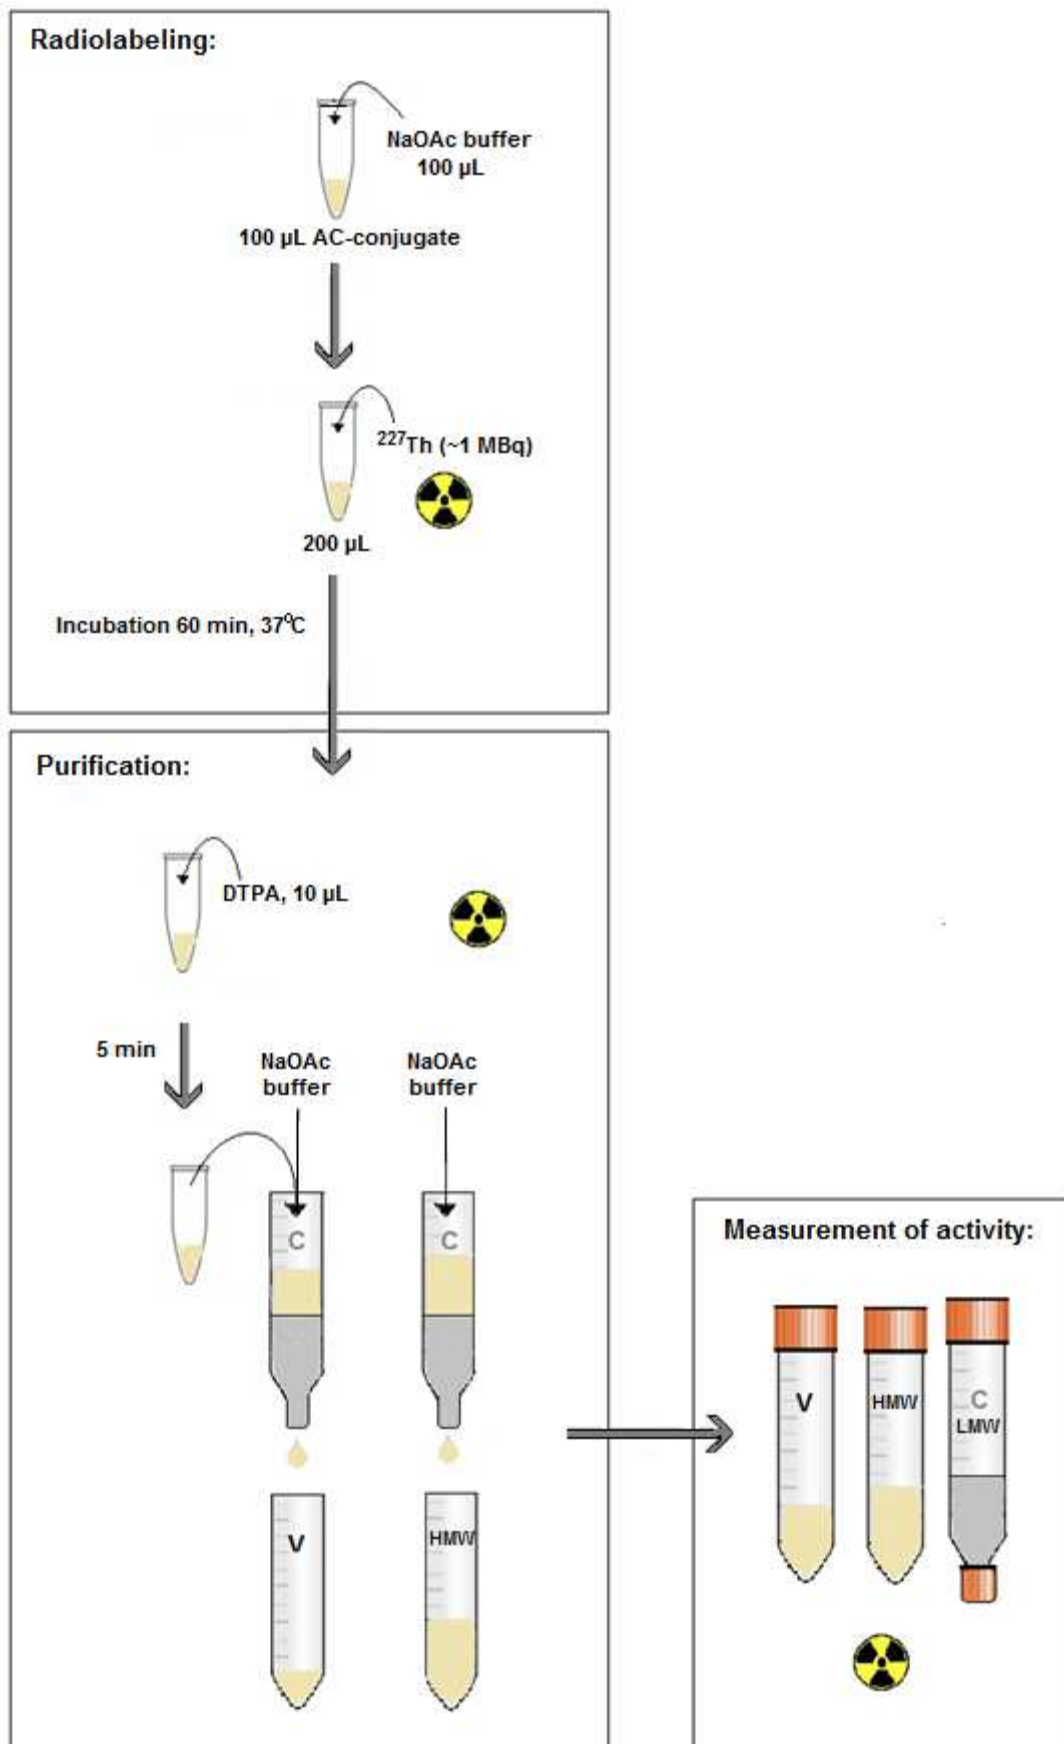 Radiolabeling:
NaOAc buffer
100 µL
100 µL AC-conjugate
227Th (~1 MBq)
200 µL
Incubation 60 min, 37⁰C
Purification:
DTPA, 10 µL
5 min
NaOAc
buffer
NaOAc
buffer
C
C
V
HMW
Measurement of activity:
V
HMW
C
LMW